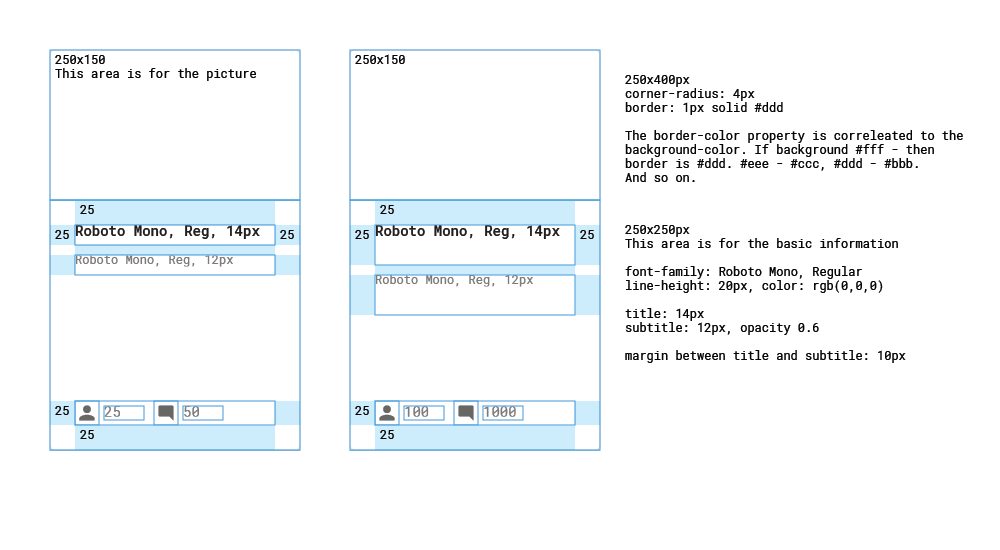 250x150
This area is for the picture
25
25
Roboto Mono, Reg, 14px
25
Roboto Mono, Reg, 12px
25
25
50
25
250x150
25
25
Roboto Mono, Reg, 14px
25
Roboto Mono, Reg, 12px
25
100
1000
25
250x400px
corner-radius: 4px
border: 1px solid #ddd
The border-color property is correleated to the
background-color. If background #fff - then
border is #ddd. #eee - #ccc, #ddd - #bbb.
And so on.
250x250px
This area is for the basic information
font-family: Roboto Mono, Regular
line-height: 20px, color: rgb(0,0,0)
title: 14px
subtitle: 12px, opacity 0.6
margin between title and subtitle: 10px